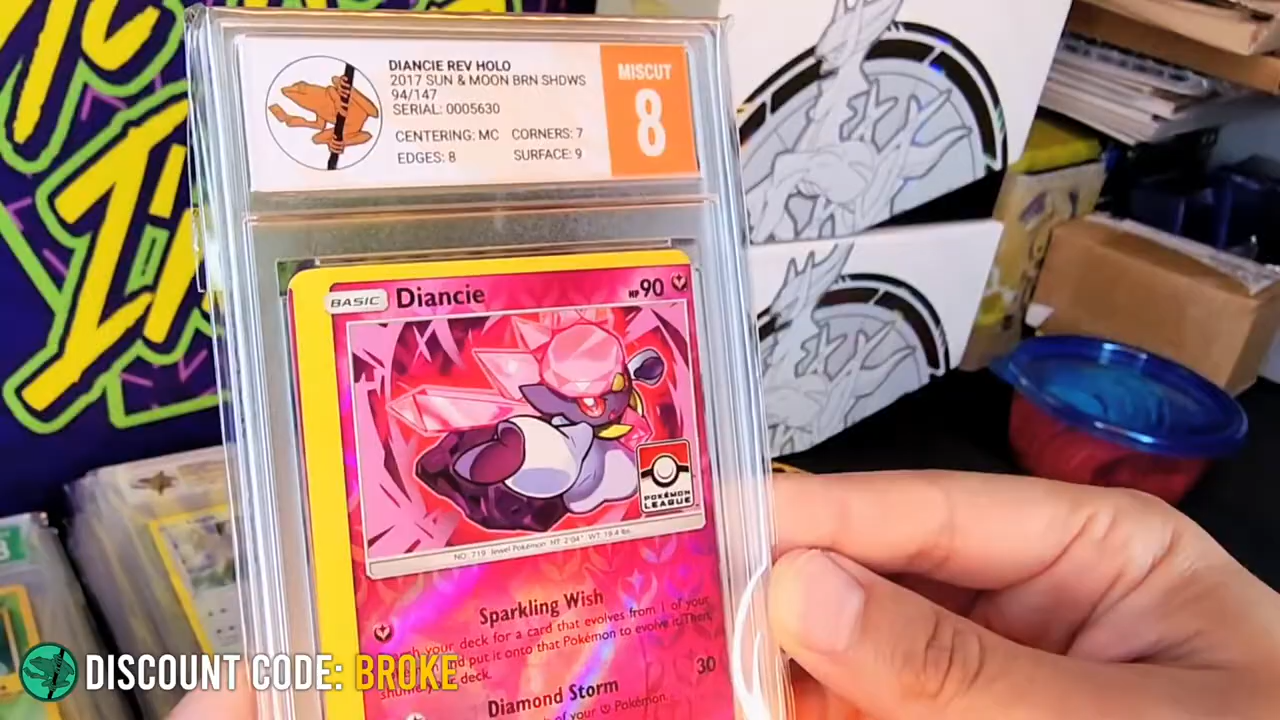 DIANCIE REV HOLO
2017 SUN & MOON BRN SHDWS
94/147
SERIAL: 0005630
CENTERING: MC CORNERS: 7
EDGES: 8 SURFACE: 9
MISCUT
8
BASIC Diancie HP 90
POKÉMON
LEAGUE
NO. 719 Jewel Pokémon HT: 2'04" WT: 19.4 lbs.
Sparkling Wish
your deck for a card that evolves from 1 of your
put it onto that Pokémon to evolve it. Then,
shuffle your deck.
30
Diamond Storm
of your Pokémon.
DISCOUNT CODE: BROKE